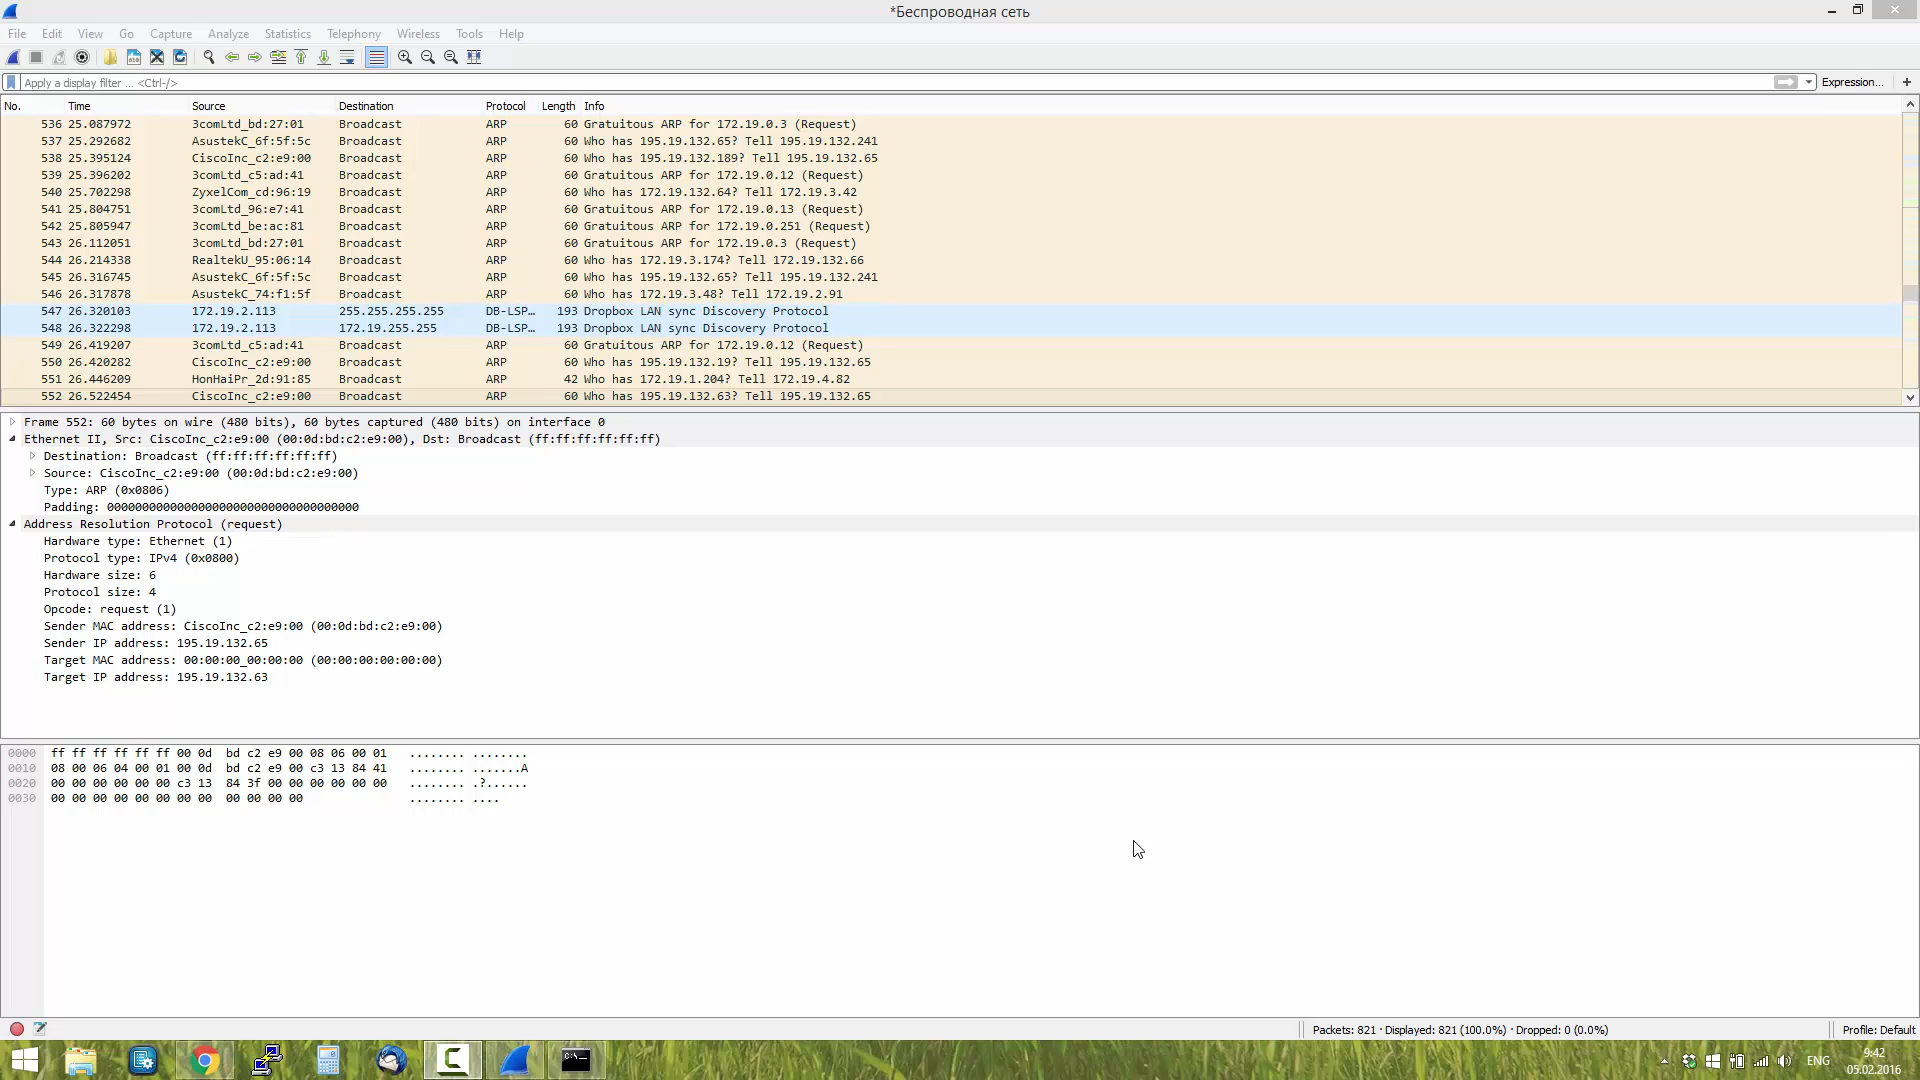 *Беспроводная сеть
File Edit View Go Capture Analyze Statistics Telephony Wireless Tools Help
Apply a display filter ... <Ctrl-/> Expression... +
No. Time Source Destination Protocol Length Info
536 25.087972 3comLtd_bd:27:01 Broadcast ARP 60 Gratuitous ARP for 172.19.0.3 (Request)
537 25.292682 AsustekC_6f:5f:5c Broadcast ARP 60 Who has 195.19.132.65? Tell 195.19.132.241
538 25.395124 CiscoInc_c2:e9:00 Broadcast ARP 60 Who has 195.19.132.189? Tell 195.19.132.65
539 25.396202 3comLtd_c5:ad:41 Broadcast ARP 60 Gratuitous ARP for 172.19.0.12 (Request)
540 25.702298 ZyxelCom_cd:96:19 Broadcast ARP 60 Who has 172.19.132.64? Tell 172.19.3.42
541 25.804751 3comLtd_96:e7:41 Broadcast ARP 60 Gratuitous ARP for 172.19.0.13 (Request)
542 25.805947 3comLtd_be:ac:81 Broadcast ARP 60 Gratuitous ARP for 172.19.0.251 (Request)
543 26.112051 3comLtd_bd:27:01 Broadcast ARP 60 Gratuitous ARP for 172.19.0.3 (Request)
544 26.214338 RealtekU_95:06:14 Broadcast ARP 60 Who has 172.19.3.174? Tell 172.19.132.66
545 26.316745 AsustekC_6f:5f:5c Broadcast ARP 60 Who has 195.19.132.65? Tell 195.19.132.241
546 26.317878 AsustekC_74:f1:5f Broadcast ARP 60 Who has 172.19.3.48? Tell 172.19.2.91
547 26.320103 172.19.2.113 255.255.255.255 DB-LSP… 193 Dropbox LAN sync Discovery Protocol
548 26.322298 172.19.2.113 172.19.255.255 DB-LSP… 193 Dropbox LAN sync Discovery Protocol
549 26.419207 3comLtd_c5:ad:41 Broadcast ARP 60 Gratuitous ARP for 172.19.0.12 (Request)
550 26.420282 CiscoInc_c2:e9:00 Broadcast ARP 60 Who has 195.19.132.19? Tell 195.19.132.65
551 26.446209 HonHaiPr_2d:91:85 Broadcast ARP 42 Who has 172.19.1.204? Tell 172.19.4.82
552 26.522454 CiscoInc_c2:e9:00 Broadcast ARP 60 Who has 195.19.132.63? Tell 195.19.132.65
Frame 552: 60 bytes on wire (480 bits), 60 bytes captured (480 bits) on interface 0
Ethernet II, Src: CiscoInc_c2:e9:00 (00:0d:bd:c2:e9:00), Dst: Broadcast (ff:ff:ff:ff:ff:ff)
Destination: Broadcast (ff:ff:ff:ff:ff:ff)
Source: CiscoInc_c2:e9:00 (00:0d:bd:c2:e9:00)
Type: ARP (0x0806)
Padding: 000000000000000000000000000000000000
Address Resolution Protocol (request)
Hardware type: Ethernet (1)
Protocol type: IPv4 (0x0800)
Hardware size: 6
Protocol size: 4
Opcode: request (1)
Sender MAC address: CiscoInc_c2:e9:00 (00:0d:bd:c2:e9:00)
Sender IP address: 195.19.132.65
Target MAC address: 00:00:00_00:00:00 (00:00:00:00:00:00)
Target IP address: 195.19.132.63
0000 ff ff ff ff ff ff 00 0d bd c2 e9 00 08 06 00 01 ........ ........
0010 08 00 06 04 00 01 00 0d bd c2 e9 00 c3 13 84 41 ........ .......A
0020 00 00 00 00 00 00 c3 13 84 3f 00 00 00 00 00 00 ........ .?......
0030 00 00 00 00 00 00 00 00 00 00 00 00 ........ ....
Packets: 821 · Displayed: 821 (100.0%) · Dropped: 0 (0.0%) Profile: Default
ENG 9:42
05.02.2016